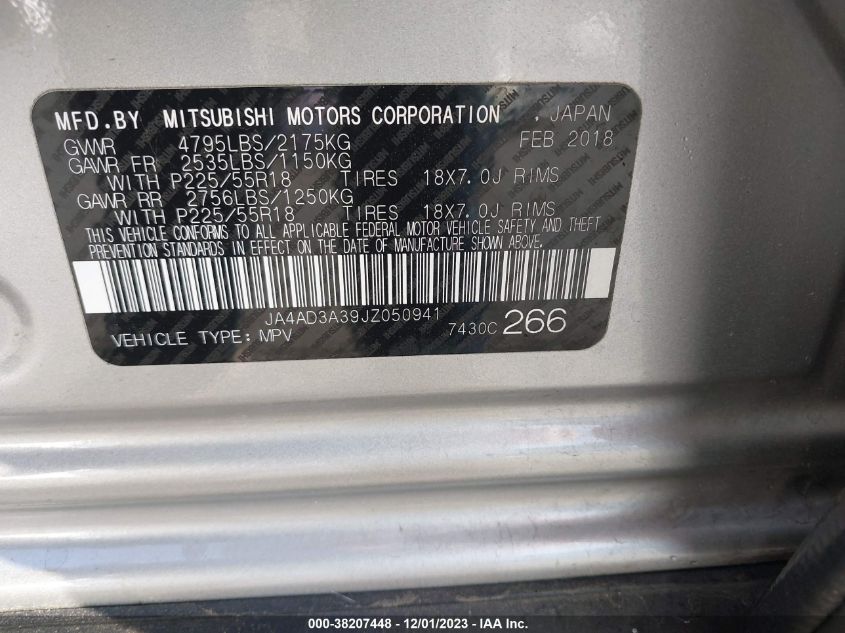 MFD.BY MITSUBISHI MOTORS CORPORATION , JAPAN
GVWR 4795LBS/2175KG FEB 2018
GAWR FR 2535LBS/1150KG
WITH P225/55R18 TIRES 18X7.0J RIMS
GAWR RR 2756LBS/1250KG
WITH P225/55R18 TIRES 18X7.0J RIMS
THIS VEHICLE CONFORMS TO ALL APPLICABLE FEDERAL MOTOR VEHICLE SAFETY AND THEFT
PREVENTION STANDARDS IN EFFECT ON THE DATE OF MANUFACTURE SHOWN ABOVE.
JA4AD3A39JZ050941
VEHICLE TYPE: MPV 7430C 266
000-38207448 - 12/01/2023 - IAA Inc.